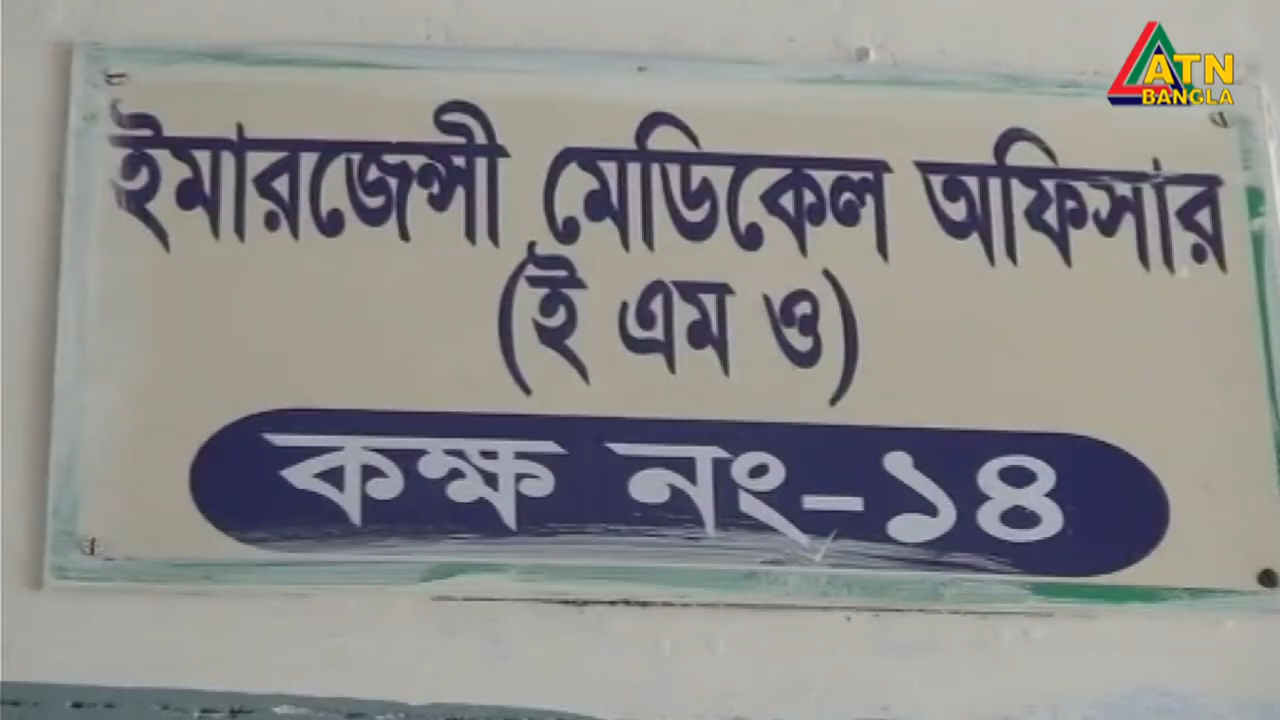 ATN
BANGLA
ইমারজেন্সী মেডিকেল অফিসার
(ই এম ও)
কক্ষ নং-১৪